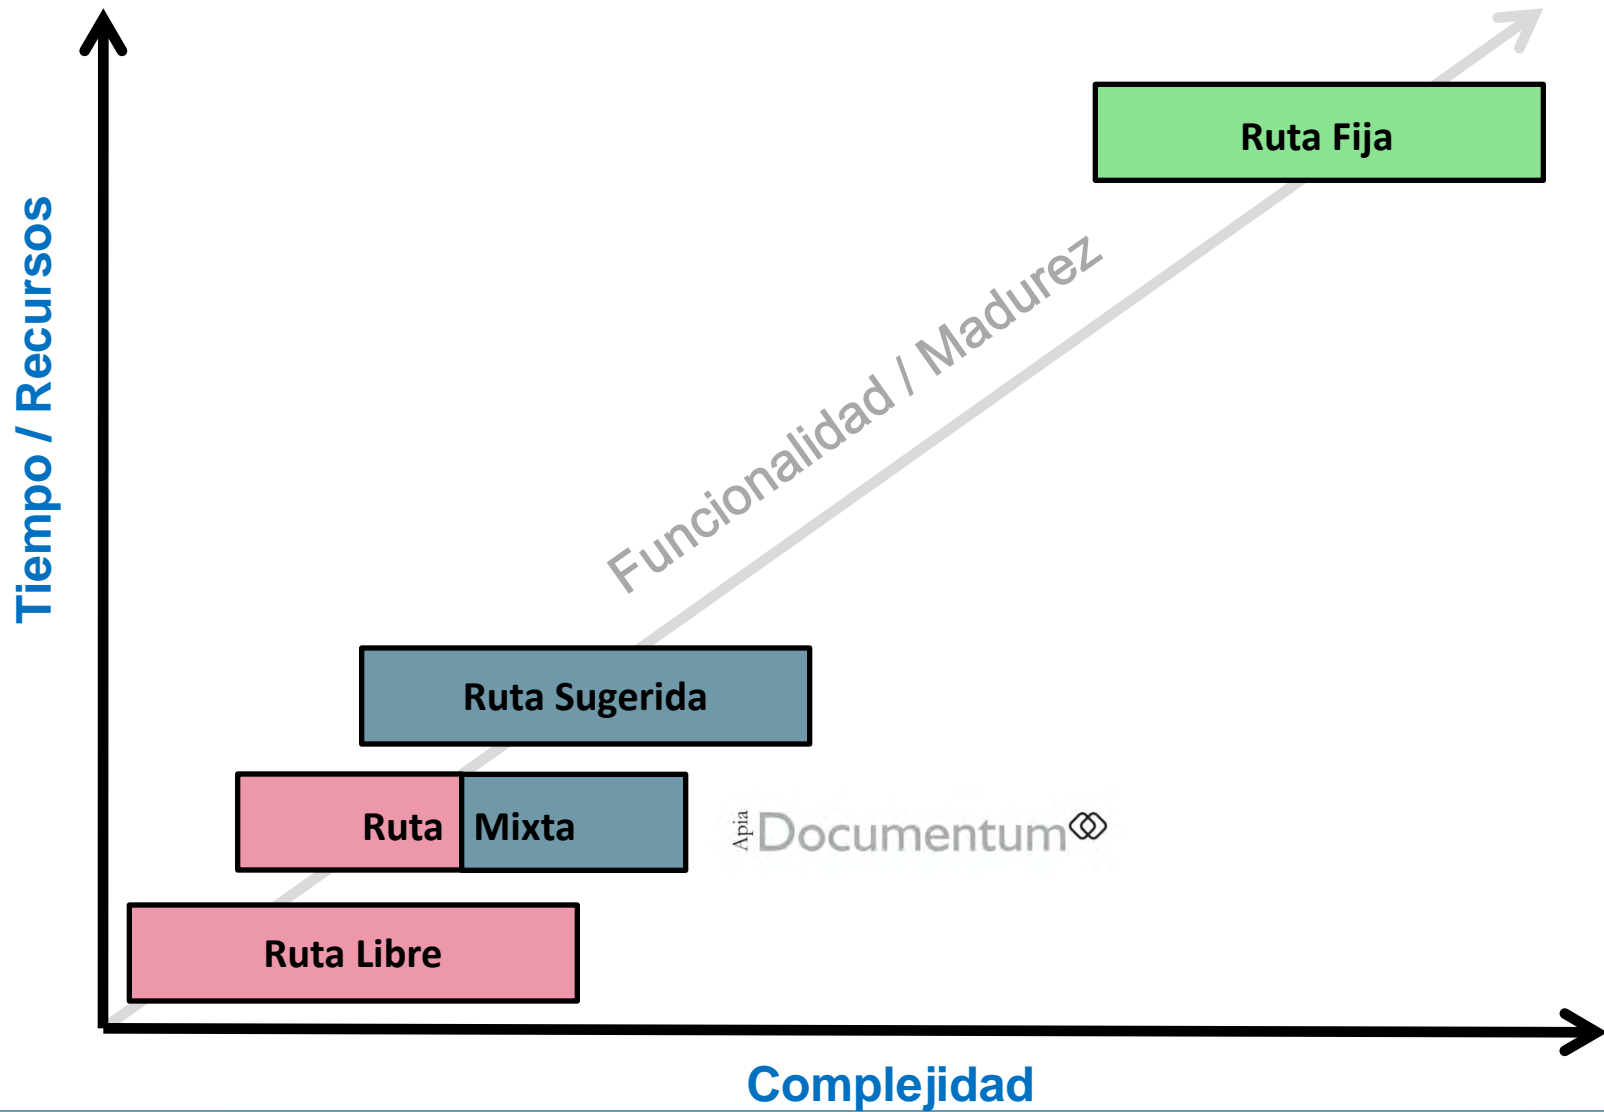 Tiempo / Recursos
Ruta Fija
Funcionalidad / Madurez
Ruta Sugerida
Ruta Mixta
Apia Documentum
Ruta Libre
Complejidad